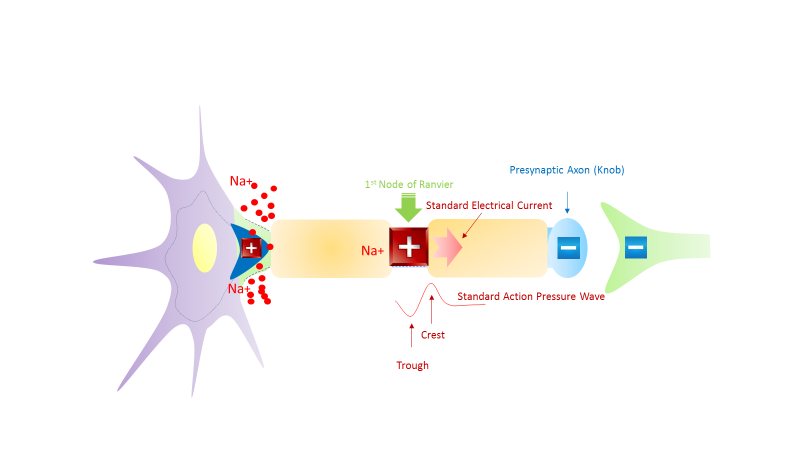 Presynaptic Axon (Knob)
Na+
1st Node of Ranvier
Standard Electrical Current
+
+
Na+
−
−
Na+
Standard Action Pressure Wave
Crest
Trough